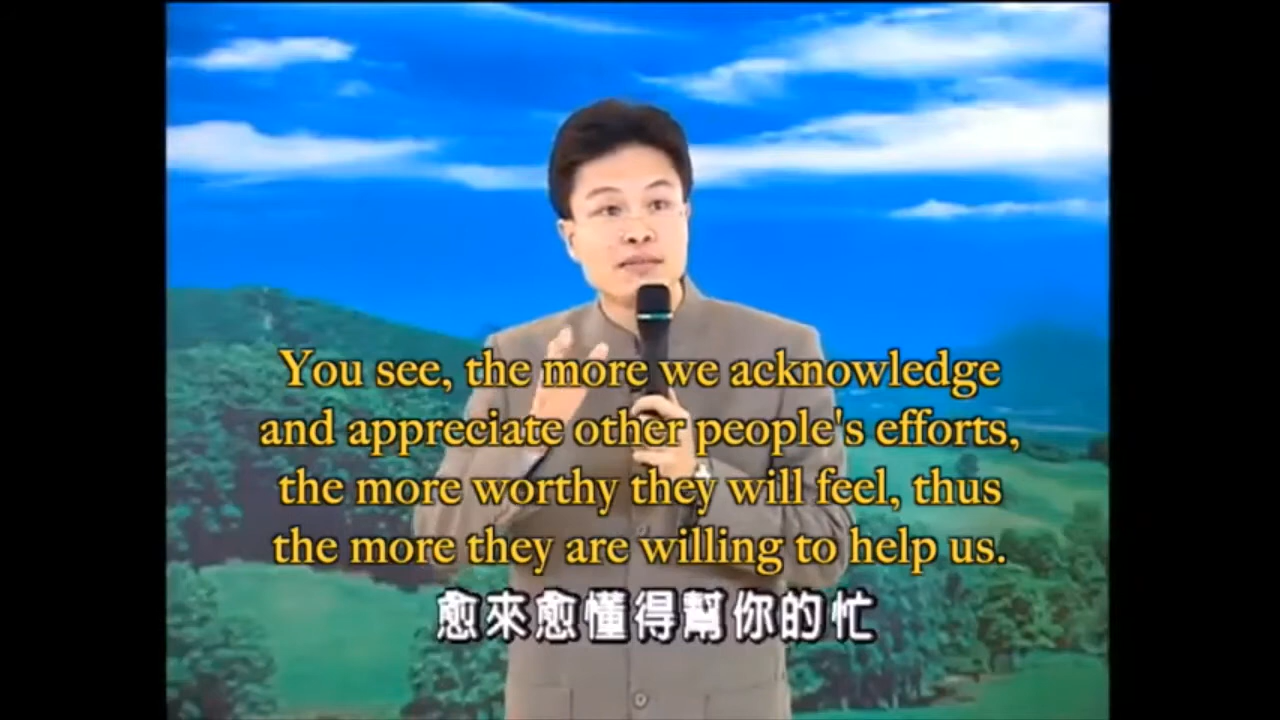 You see, the more we acknowledge
and appreciate other people's efforts,
the more worthy they will feel, thus
the more they are willing to help us.
愈來愈懂得幫你的忙